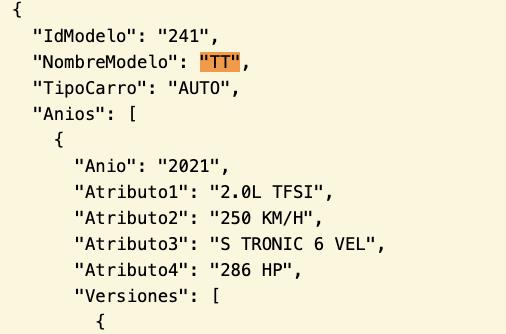 {
"IdModelo": "241",
"NombreModelo": "TT",
"TipoCarro": "AUTO",
"Anios": [
{
"Anio": "2021",
"Atributo1": "2.0L TFSI",
"Atributo2": "250 KM/H",
"Atributo3": "S TRONIC 6 VEL",
"Atributo4": "286 HP",
"Versiones": [
{